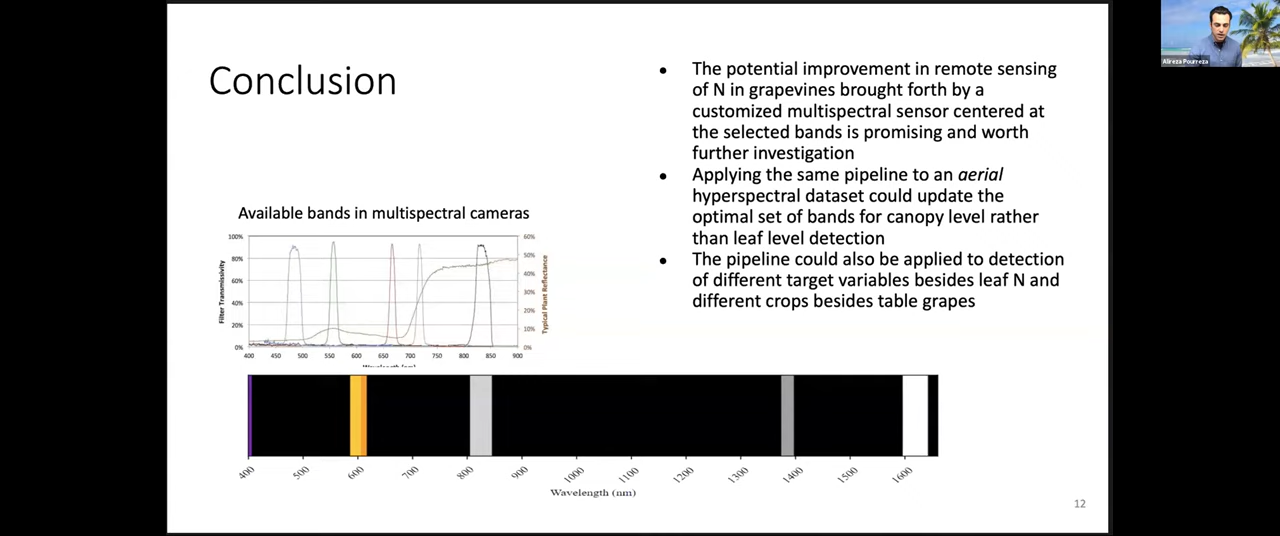 Alireza Pourreza
Conclusion
• The potential improvement in remote sensing
of N in grapevines brought forth by a
customized multispectral sensor centered at
the selected bands is promising and worth
further investigation
• Applying the same pipeline to an aerial
hyperspectral dataset could update the
optimal set of bands for canopy level rather
than leaf level detection
• The pipeline could also be applied to detection
of different target variables besides leaf N and
different crops besides table grapes
Available bands in multispectral cameras
100%
80%
60%
40%
20%
0%
Filter Transmissivity
60%
50%
40%
30%
20%
10%
0%
Typical Plant Reflectance
400 450 500 550 600 650 700 750 800 850 900
Wavelength (nm)
400 500 600 700 800 900 1000 1100 1200 1300 1400 1500 1600
Wavelength (nm)
12